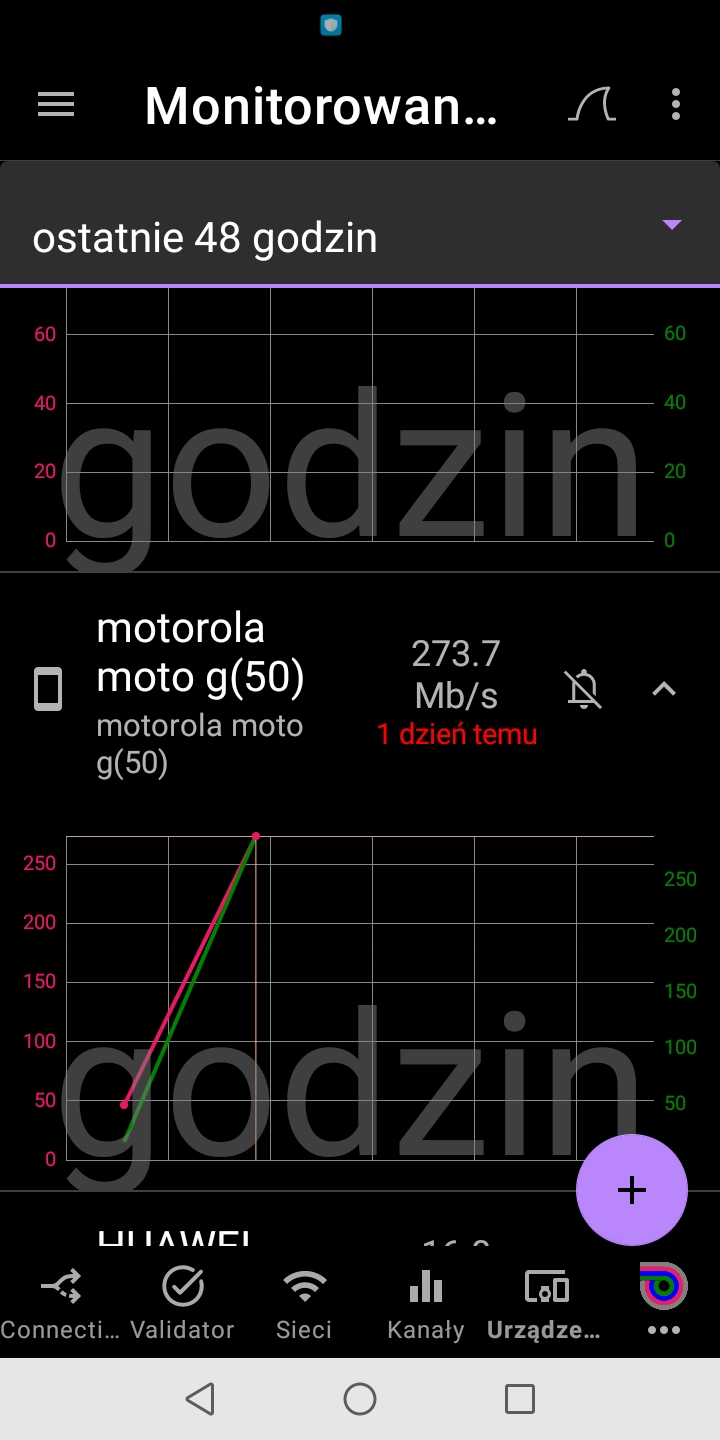 Monitorowan...
ostatnie 48 godzin
60 60
40 40
20 20
0 0
godzin
motorola
moto g(50)
motorola moto
g(50)
273.7
Mb/s
1 dzień temu
250 250
200 200
150 150
100 100
50 50
0
godzin
HUAWEI
Connecti... Validator Sieci Kanały Urządze...